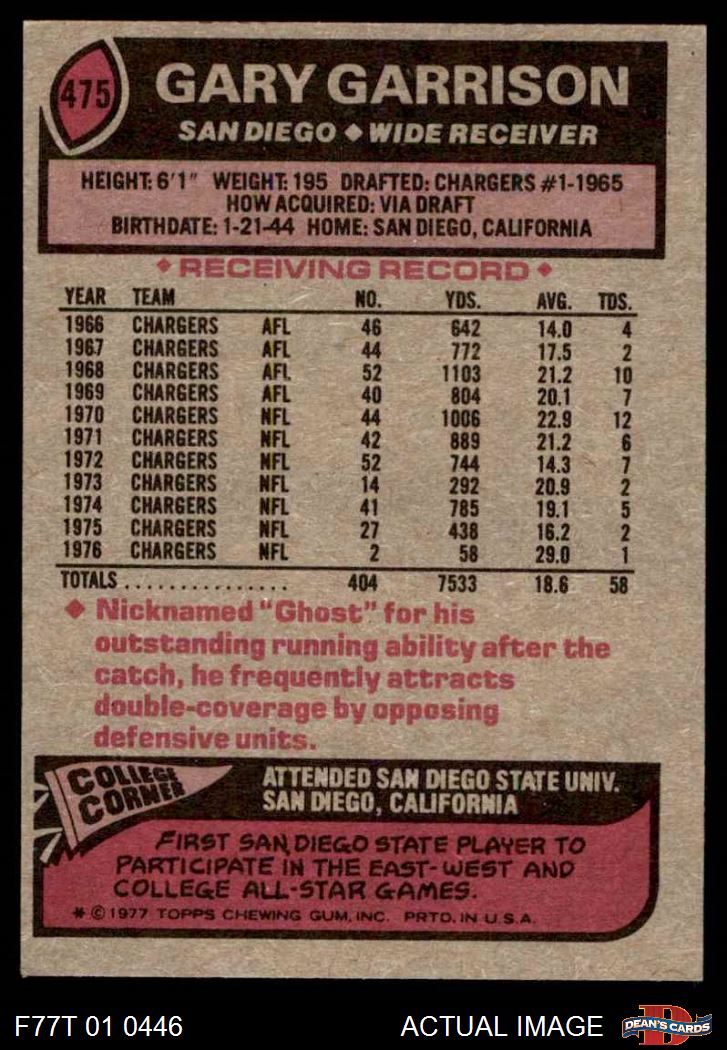 475
GARY GARRISON
SAN DIEGO ◆ WIDE RECEIVER
HEIGHT: 6'1" WEIGHT: 195 DRAFTED: CHARGERS #1-1965
HOW ACQUIRED: VIA DRAFT
BIRTHDATE: 1-21-44 HOME: SAN DIEGO, CALIFORNIA
◆ RECEIVING RECORD ◆
YEAR TEAM NO. YDS. AVG. TDS.
1966 CHARGERS AFL 46 642 14.0 4
1967 CHARGERS AFL 44 772 17.5 2
1968 CHARGERS AFL 52 1103 21.2 10
1969 CHARGERS AFL 40 804 20.1 7
1970 CHARGERS NFL 44 1006 22.9 12
1971 CHARGERS NFL 42 889 21.2 6
1972 CHARGERS NFL 52 744 14.3 7
1973 CHARGERS NFL 14 292 20.9 2
1974 CHARGERS NFL 41 785 19.1 5
1975 CHARGERS NFL 27 438 16.2 2
1976 CHARGERS NFL 2 58 29.0 1
TOTALS ............... 404 7533 18.6 58
◆ Nicknamed "Ghost" for his
outstanding running ability after the
catch, he frequently attracts
double-coverage by opposing
defensive units.
COLLEGE
CORNER
ATTENDED SAN DIEGO STATE UNIV.
SAN DIEGO, CALIFORNIA
FIRST SAN DIEGO STATE PLAYER TO
PARTICIPATE IN THE EAST-WEST AND
COLLEGE ALL-STAR GAMES.
* © 1977 TOPPS CHEWING GUM, INC. PRTD. IN U.S.A.
F77T 01 0446 ACTUAL IMAGE
D
DEAN'S CARDS